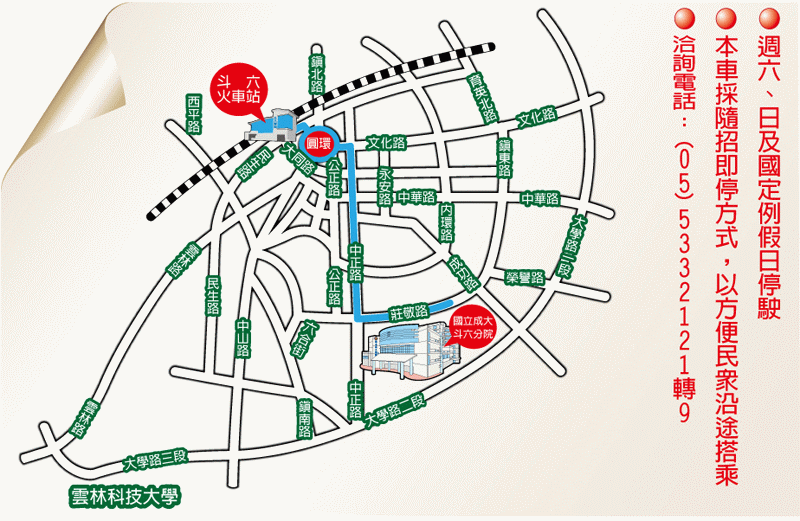 週六、日及國定例假日停駛
本車採隨招即停方式，以方便民衆沿途搭乘
洽詢電話：(05)5332121轉9
鎮北路
斗六
火車站
西平路
圓環
育英北路
文化路
文化路
鎮東路
民生路
大同路
公正路
永安路
中華路
中華路
內環路
大學路二段
雲林路
中正路
成功路
榮譽路
民生路
公正路
莊敬路
中山路
六合街
國立成大
斗六分院
中正路
鎮南路
大學路二段
雲林路
大學路三段
雲林科技大學